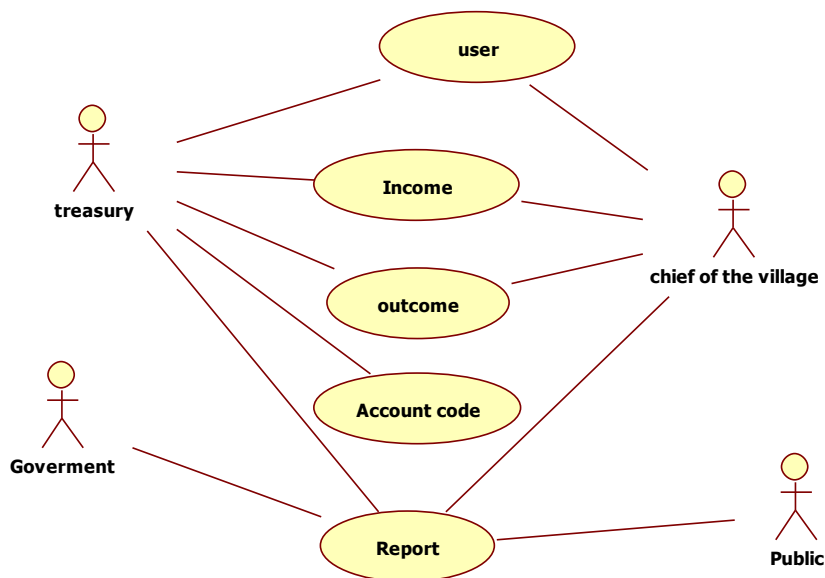 user
treasury
Income
chief of the village
outcome
Account code
Goverment
Report
Public